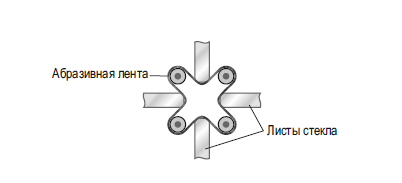 Абразивная лента
Листы стекла